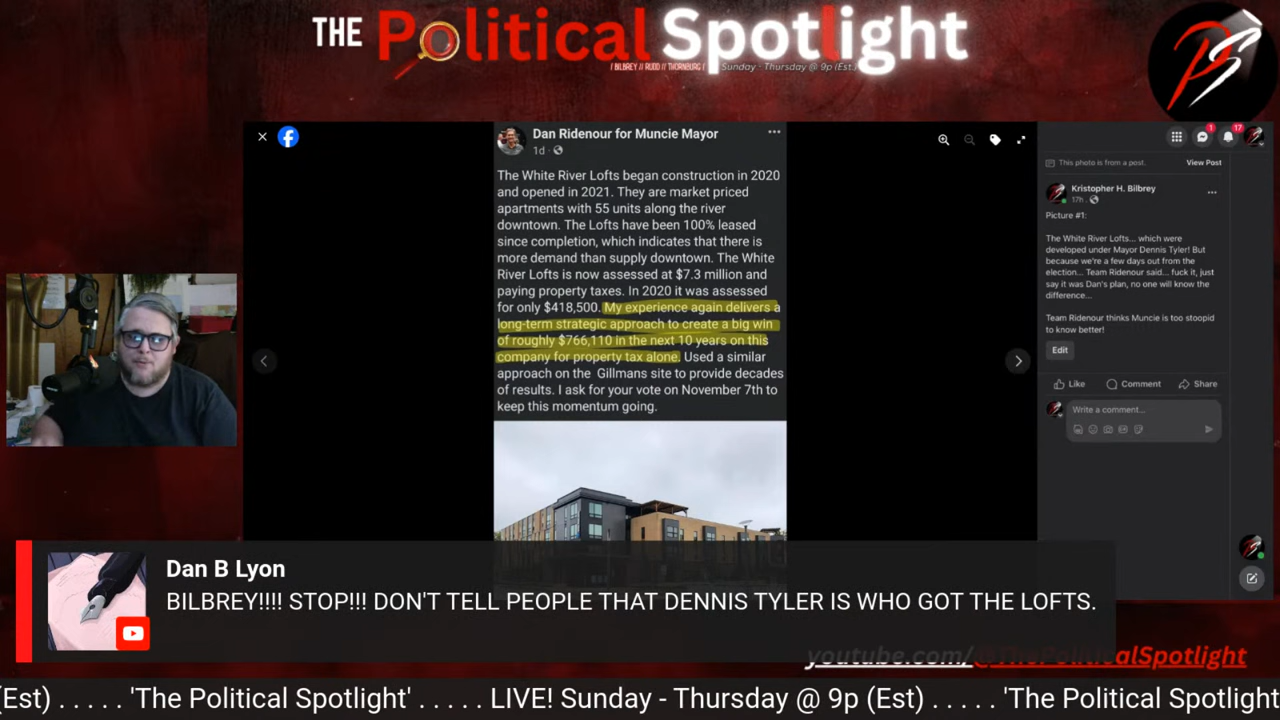 THE Political Spotlight
/ BILBREY // RUDD // THORNBURG / Sunday - Thursday @ 9p (Est)
PS
Dan Ridenour for Muncie Mayor
1d ·
The White River Lofts began construction in 2020
and opened in 2021. They are market priced
apartments with 55 units along the river
downtown. The Lofts have been 100% leased
since completion, which indicates that there is
more demand than supply downtown. The White
River Lofts is now assessed at $7.3 million and
paying property taxes. In 2020 it was assessed
for only $418,500. My experience again delivers a
long-term strategic approach to create a big win
of roughly $766,110 in the next 10 years on this
company for property tax alone. Used a similar
approach on the Gillmans site to provide decades
of results. I ask for your vote on November 7th to
keep this momentum going.
1
17
This photo is from a post.
View Post
Kristopher H. Bilbrey
17h ·
Picture #1:
The White River Lofts... which were
developed under Mayor Dennis Tyler! But
because we're a few days out from the
election... Team Ridenour said... fuck it, just
say it was Dan's plan, no one will know the
difference...
Team Ridenour thinks Muncie is too stoopid
to know better!
Edit
Like
Comment
Share
Write a comment...
Dan B Lyon
BILBREY!!!! STOP!!! DON'T TELL PEOPLE THAT DENNIS TYLER IS WHO GOT THE LOFTS.
youtube.com/@ThePoliticalSpotlight
(Est) . . . . . 'The Political Spotlight' . . . . . LIVE! Sunday - Thursday @ 9p (Est) . . . . . 'The Political Spotlight